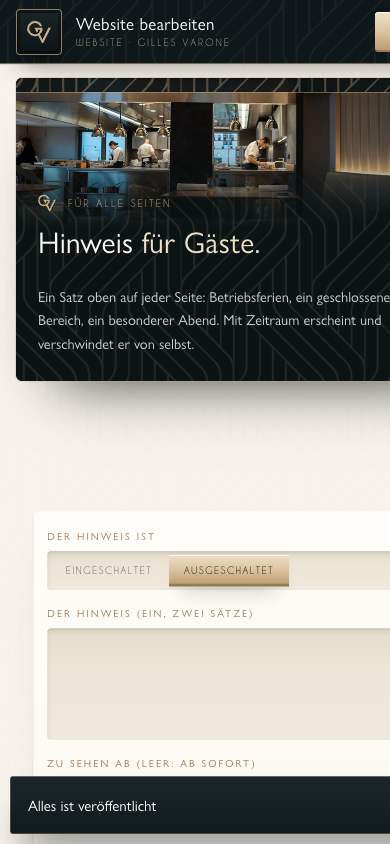 GV
Website bearbeiten
WEBSITE · GILLES VARONE
GV FÜR ALLE SEITEN
Hinweis für Gäste.
Ein Satz oben auf jeder Seite: Betriebsferien, ein geschlossene
Bereich, ein besonderer Abend. Mit Zeitraum erscheint und
verschwindet er von selbst.
DER HINWEIS IST
EINGESCHALTET AUSGESCHALTET
DER HINWEIS (EIN, ZWEI SÄTZE)
ZU SEHEN AB (LEER: AB SOFORT)
Alles ist veröffentlicht